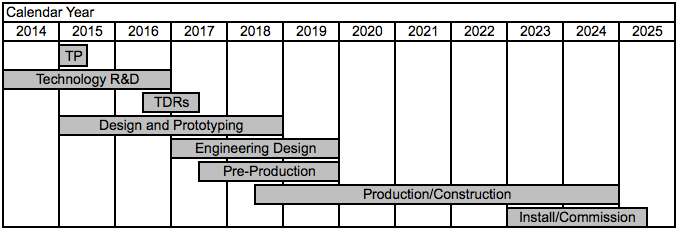 Calendar Year
2014 2015 2016 2017 2018 2019 2020 2021 2022 2023 2024 2025
TP
Technology R&D
TDRs
Design and Prototyping
Engineering Design
Pre-Production
Production/Construction
Install/Commission